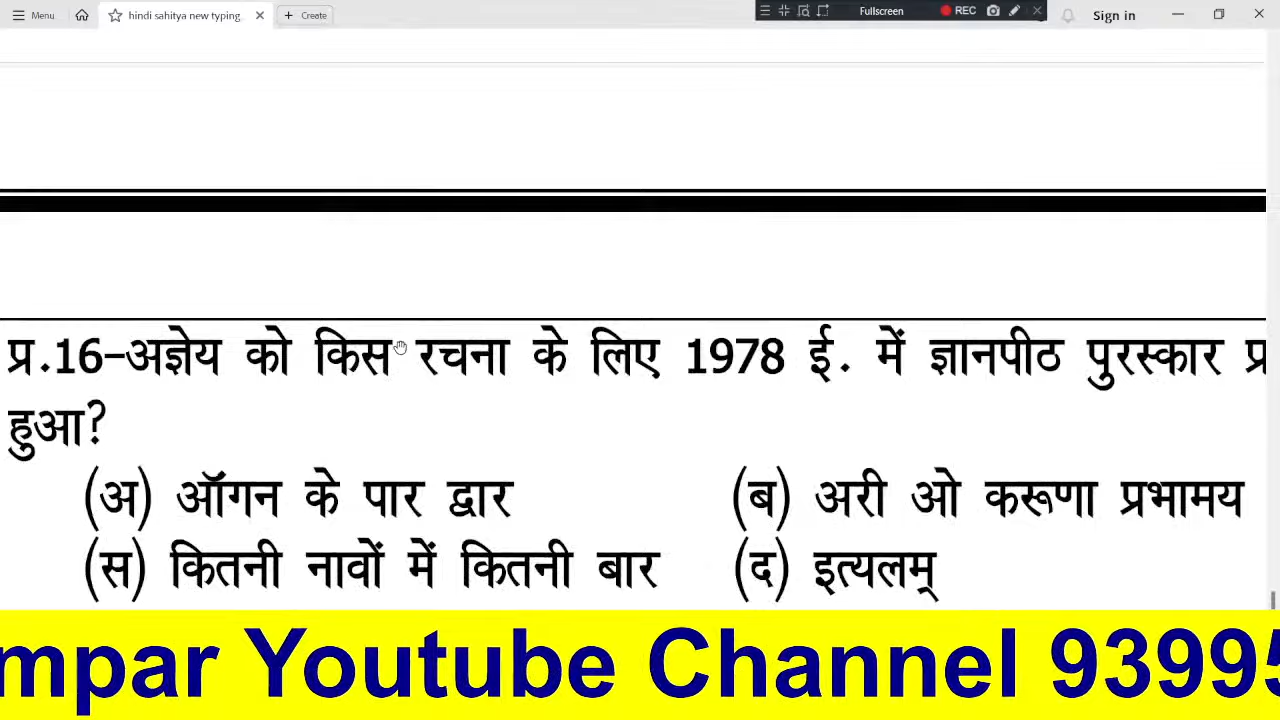 Menu hindi sahitya new typing Create Fullscreen REC Sign in
प्र.16-अज्ञेय को किस रचना के लिए 1978 ई. में ज्ञानपीठ पुरस्कार
हुआ?
(अ) ऑंगन के पार द्वार (ब) अरी ओ करूणा प्रभामय
(स) कितनी नावों में कितनी बार (द) इत्यलम्
mpar Youtube Channel 9399